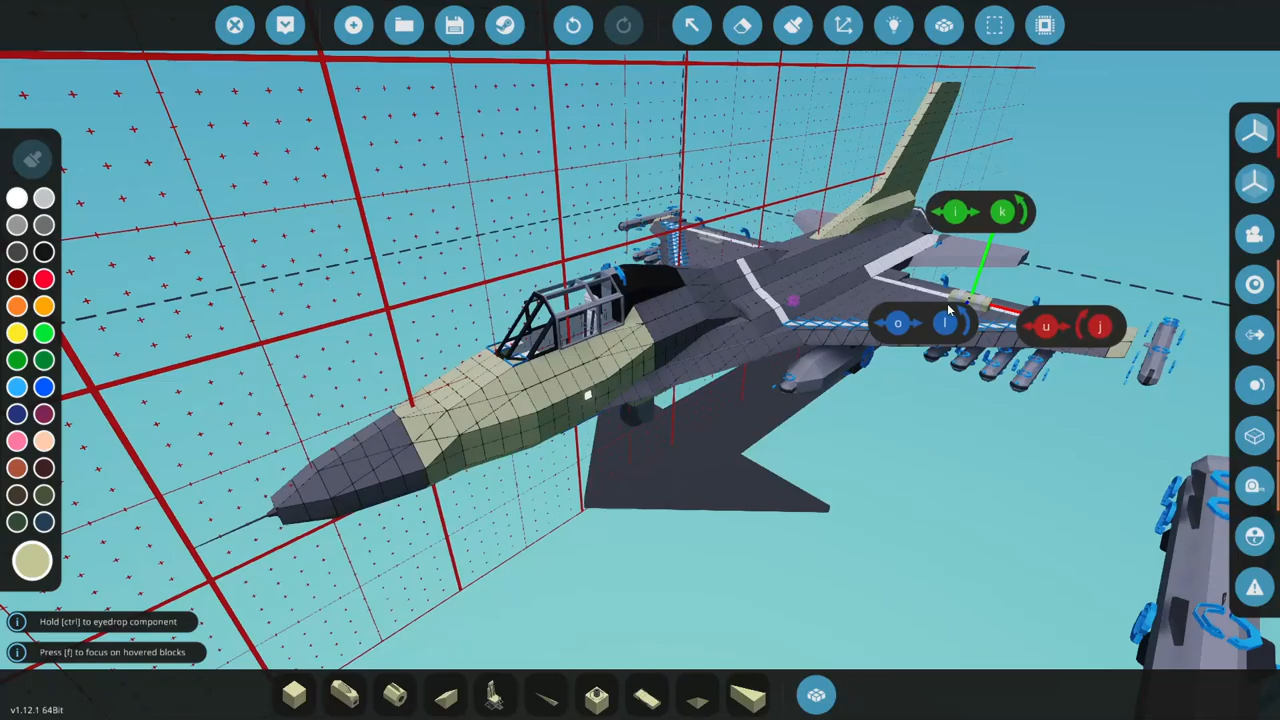 i k
o l u j
Hold [ctrl] to eyedrop component
Press [f] to focus on hovered blocks
v1.12.1 64Bit